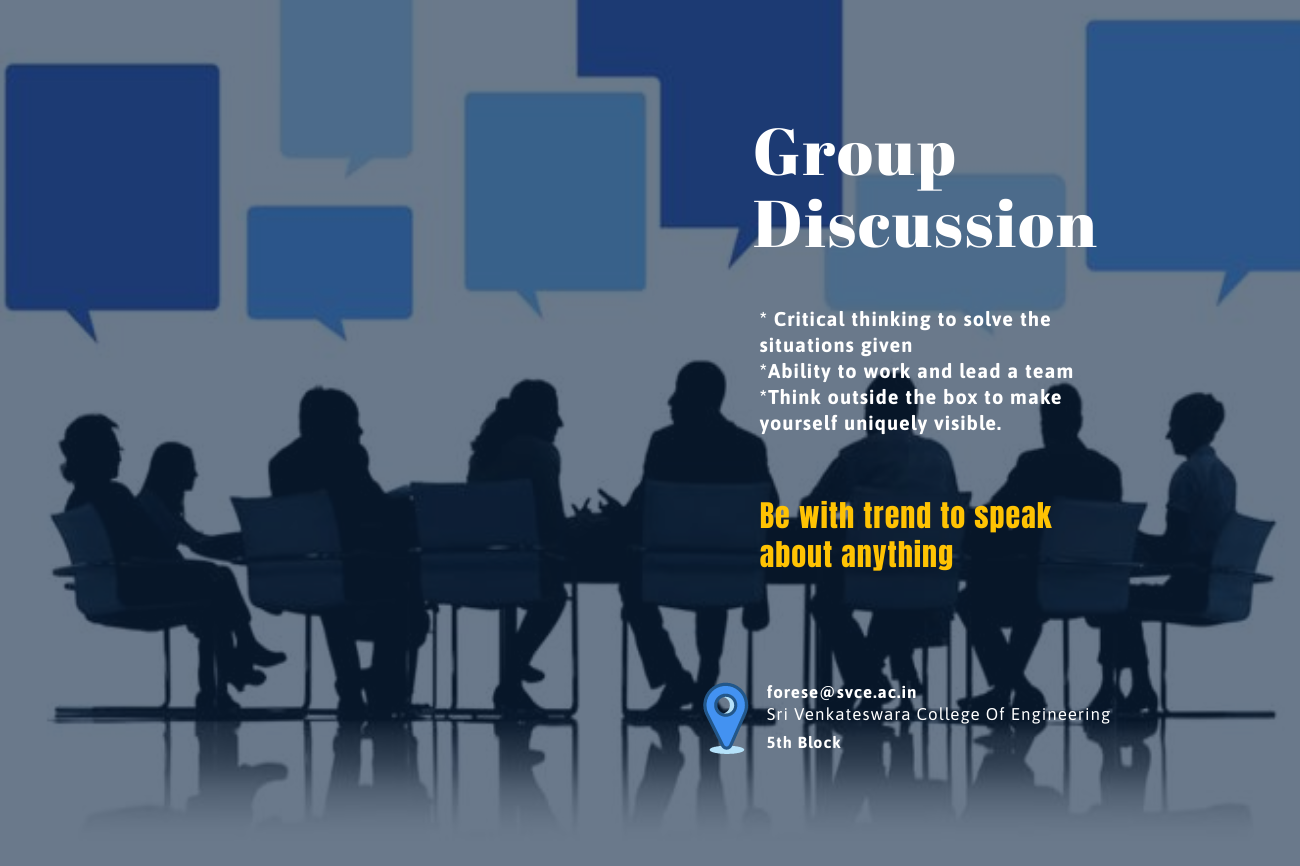 Group
Discussion
* Critical thinking to solve the
situations given
*Ability to work and lead a team
*Think outside the box to make
yourself uniquely visible.
Be with trend to speak
about anything
forese@svce.ac.in
Sri Venkateswara College Of Engineering
5th Block